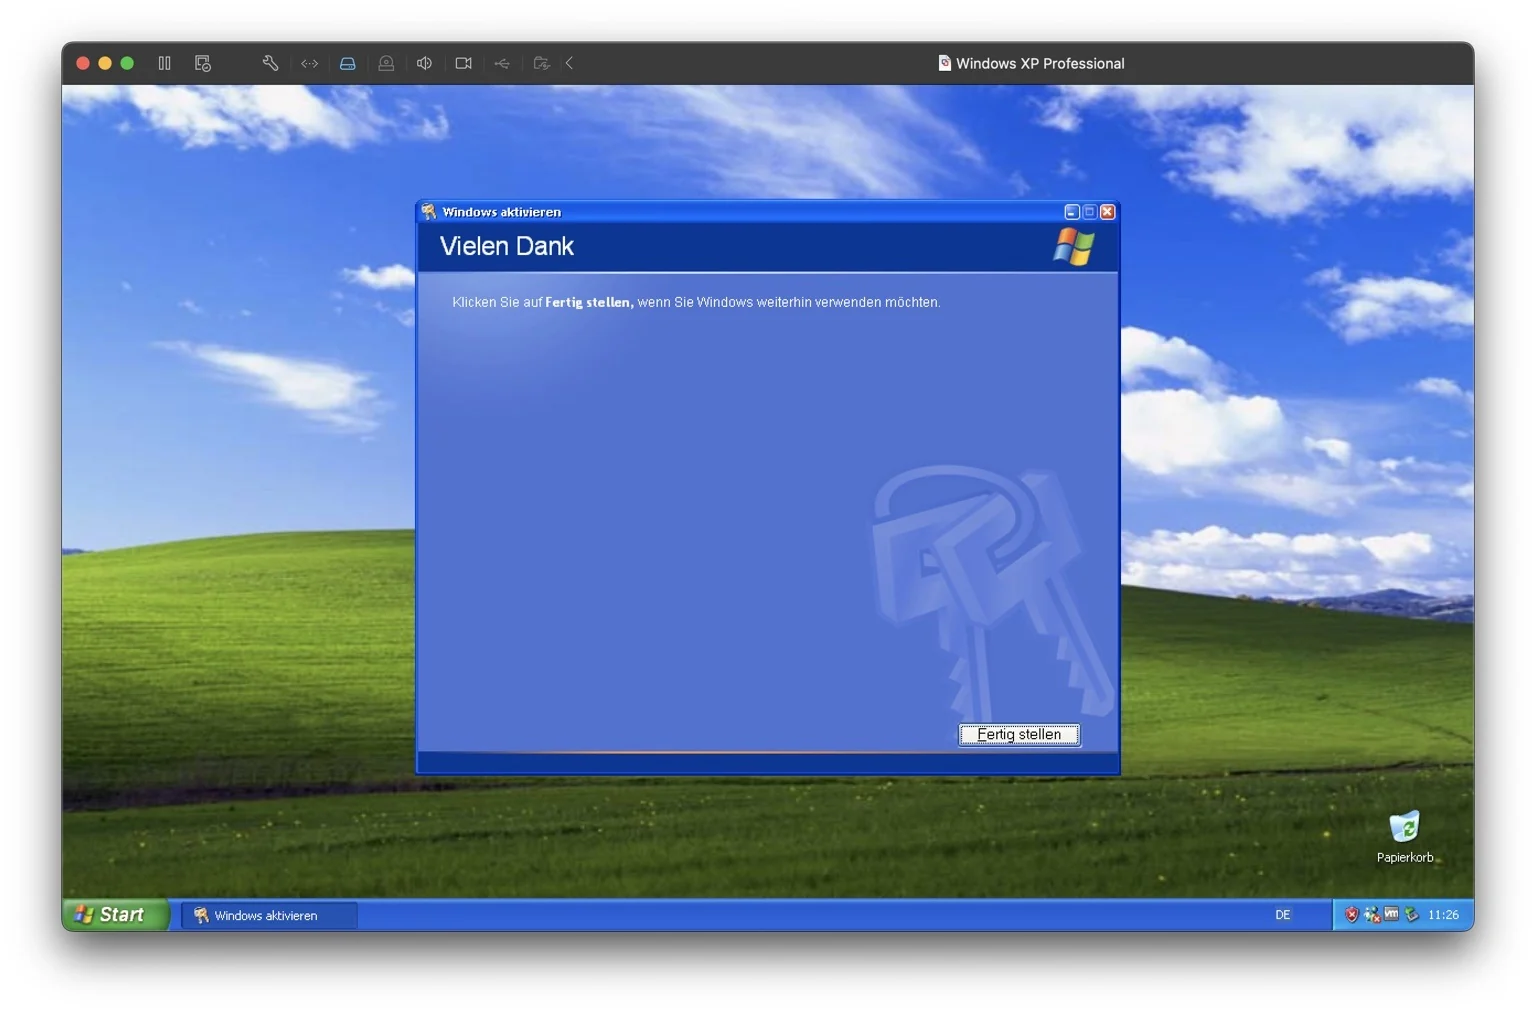 Windows XP Professional
Windows aktivieren
Vielen Dank
Klicken Sie auf Fertig stellen, wenn Sie Windows weiterhin verwenden möchten.
Fertig stellen
Papierkorb
Start
Windows aktivieren
DE
vm
11:26